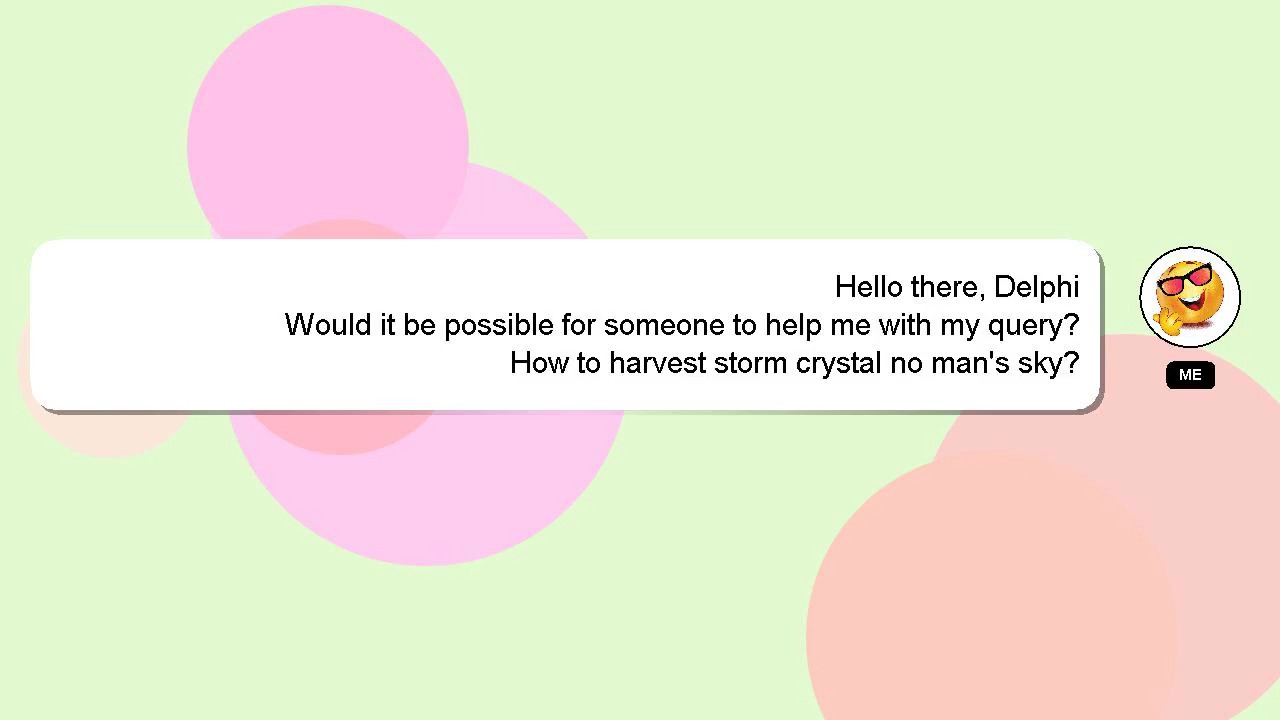 Hello there, Delphi
Would it be possible for someone to help me with my query?
How to harvest storm crystal no man's sky?
ME